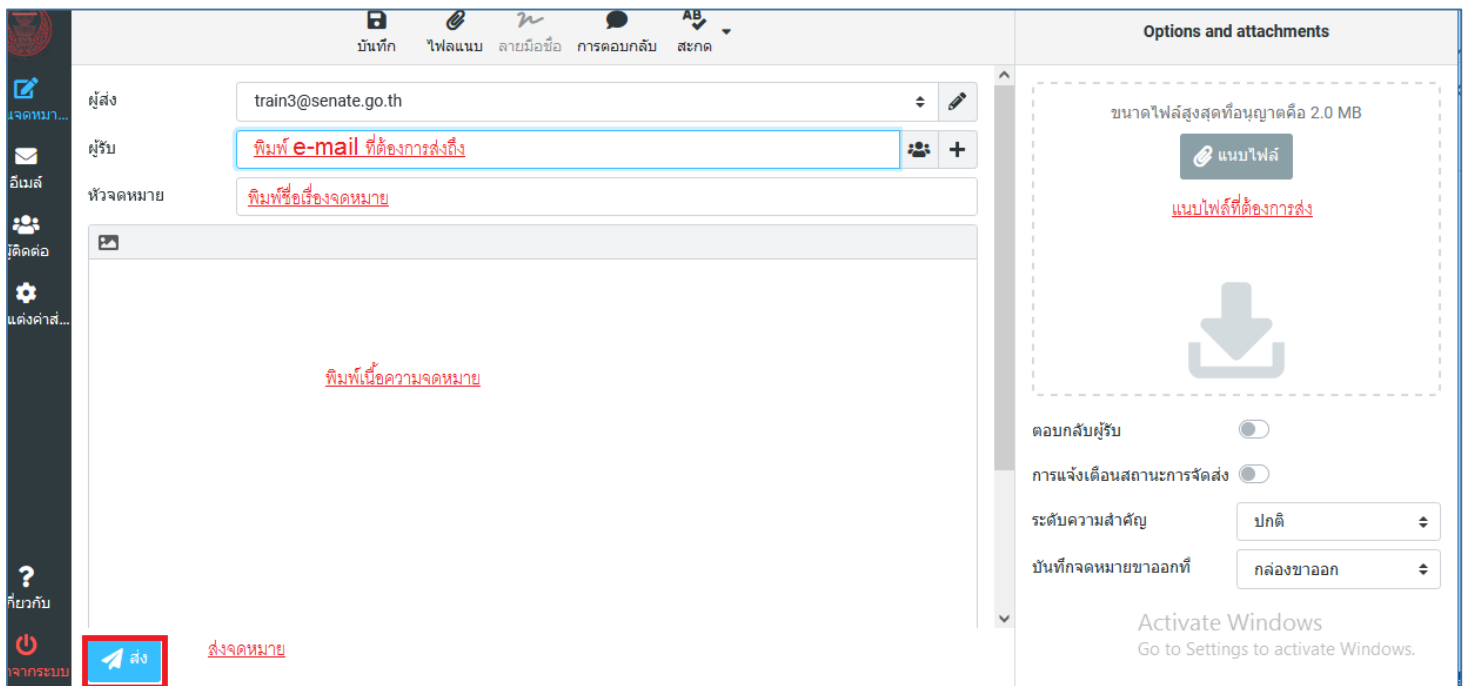 บันทึก ไฟลแนบ ลายมือชื่อ การตอบกลับ สะกด
Options and attachments
ผู้ส่ง train3@senate.go.th
ผู้รับ พิมพ์ e-mail ที่ต้องการส่งถึง
หัวจดหมาย พิมพ์ชื่อเรื่องจดหมาย
พิมพ์เนื้อความจดหมาย
ส่ง
ส่งจดหมาย
อีเมล์
ขนาดไฟล์สูงสุดที่อนุญาตคือ 2.0 MB
แนบไฟล์
แนบไฟล์ที่ต้องการส่ง
ตอบกลับผู้รับ
การแจ้งเตือนสถานะการจัดส่ง
ระดับความสำคัญ ปกติ
บันทึกจดหมายขาออกที่ กล่องขาออก
Activate Windows
Go to Settings to activate Windows.